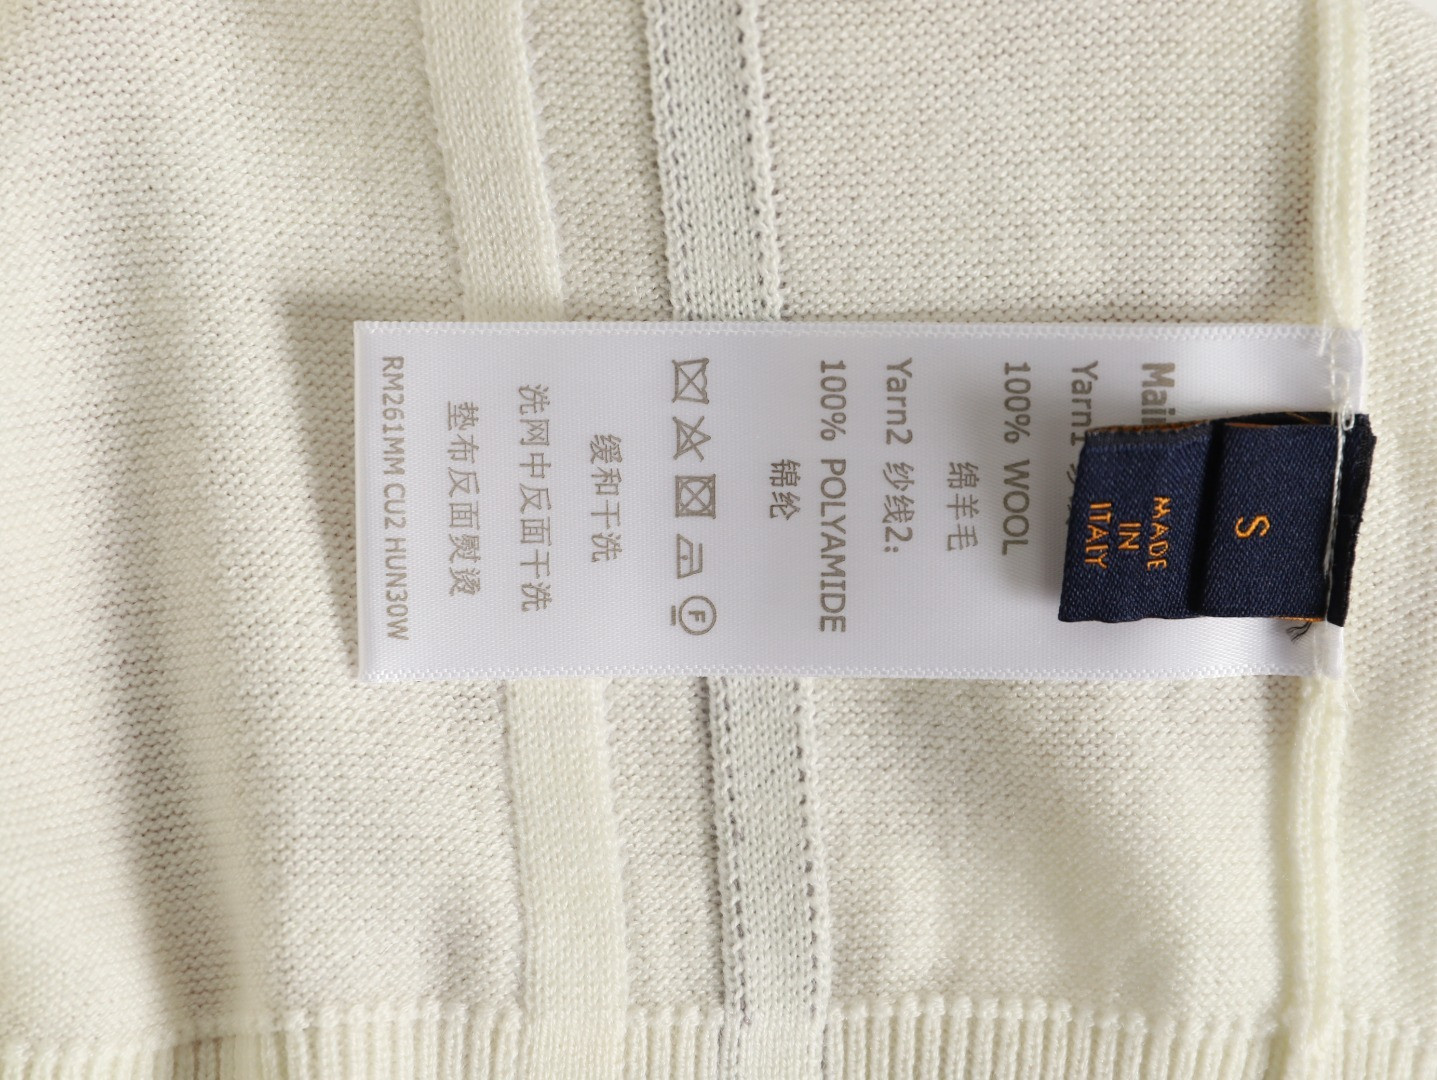 Yarn1
100% WOOL
绵羊毛
Yarn2 纱线2:
100% POLYAMIDE
锦纶
F
缓和干洗
洗网中反面干洗
垫布反面熨烫
RM261MM CU2 HUN30W
S
MADE
IN
ITALY